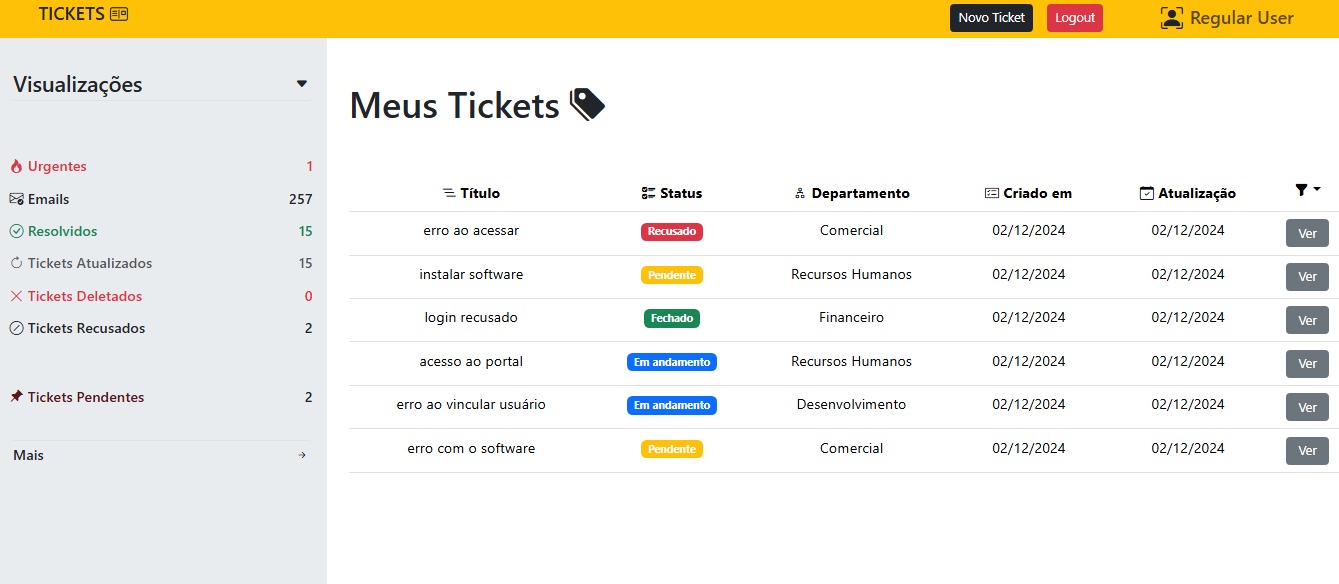 TICKETS
Novo Ticket Logout Regular User
Visualizações
Urgentes 1
Emails 257
Resolvidos 15
Tickets Atualizados 15
Tickets Deletados 0
Tickets Recusados 2
Tickets Pendentes 2
Mais
Meus Tickets
Título Status Departamento Criado em Atualização
erro ao acessar Recusado Comercial 02/12/2024 02/12/2024 Ver
instalar software Pendente Recursos Humanos 02/12/2024 02/12/2024 Ver
login recusado Fechado Financeiro 02/12/2024 02/12/2024 Ver
acesso ao portal Em andamento Recursos Humanos 02/12/2024 02/12/2024 Ver
erro ao vincular usuário Em andamento Desenvolvimento 02/12/2024 02/12/2024 Ver
erro com o software Pendente Comercial 02/12/2024 02/12/2024 Ver